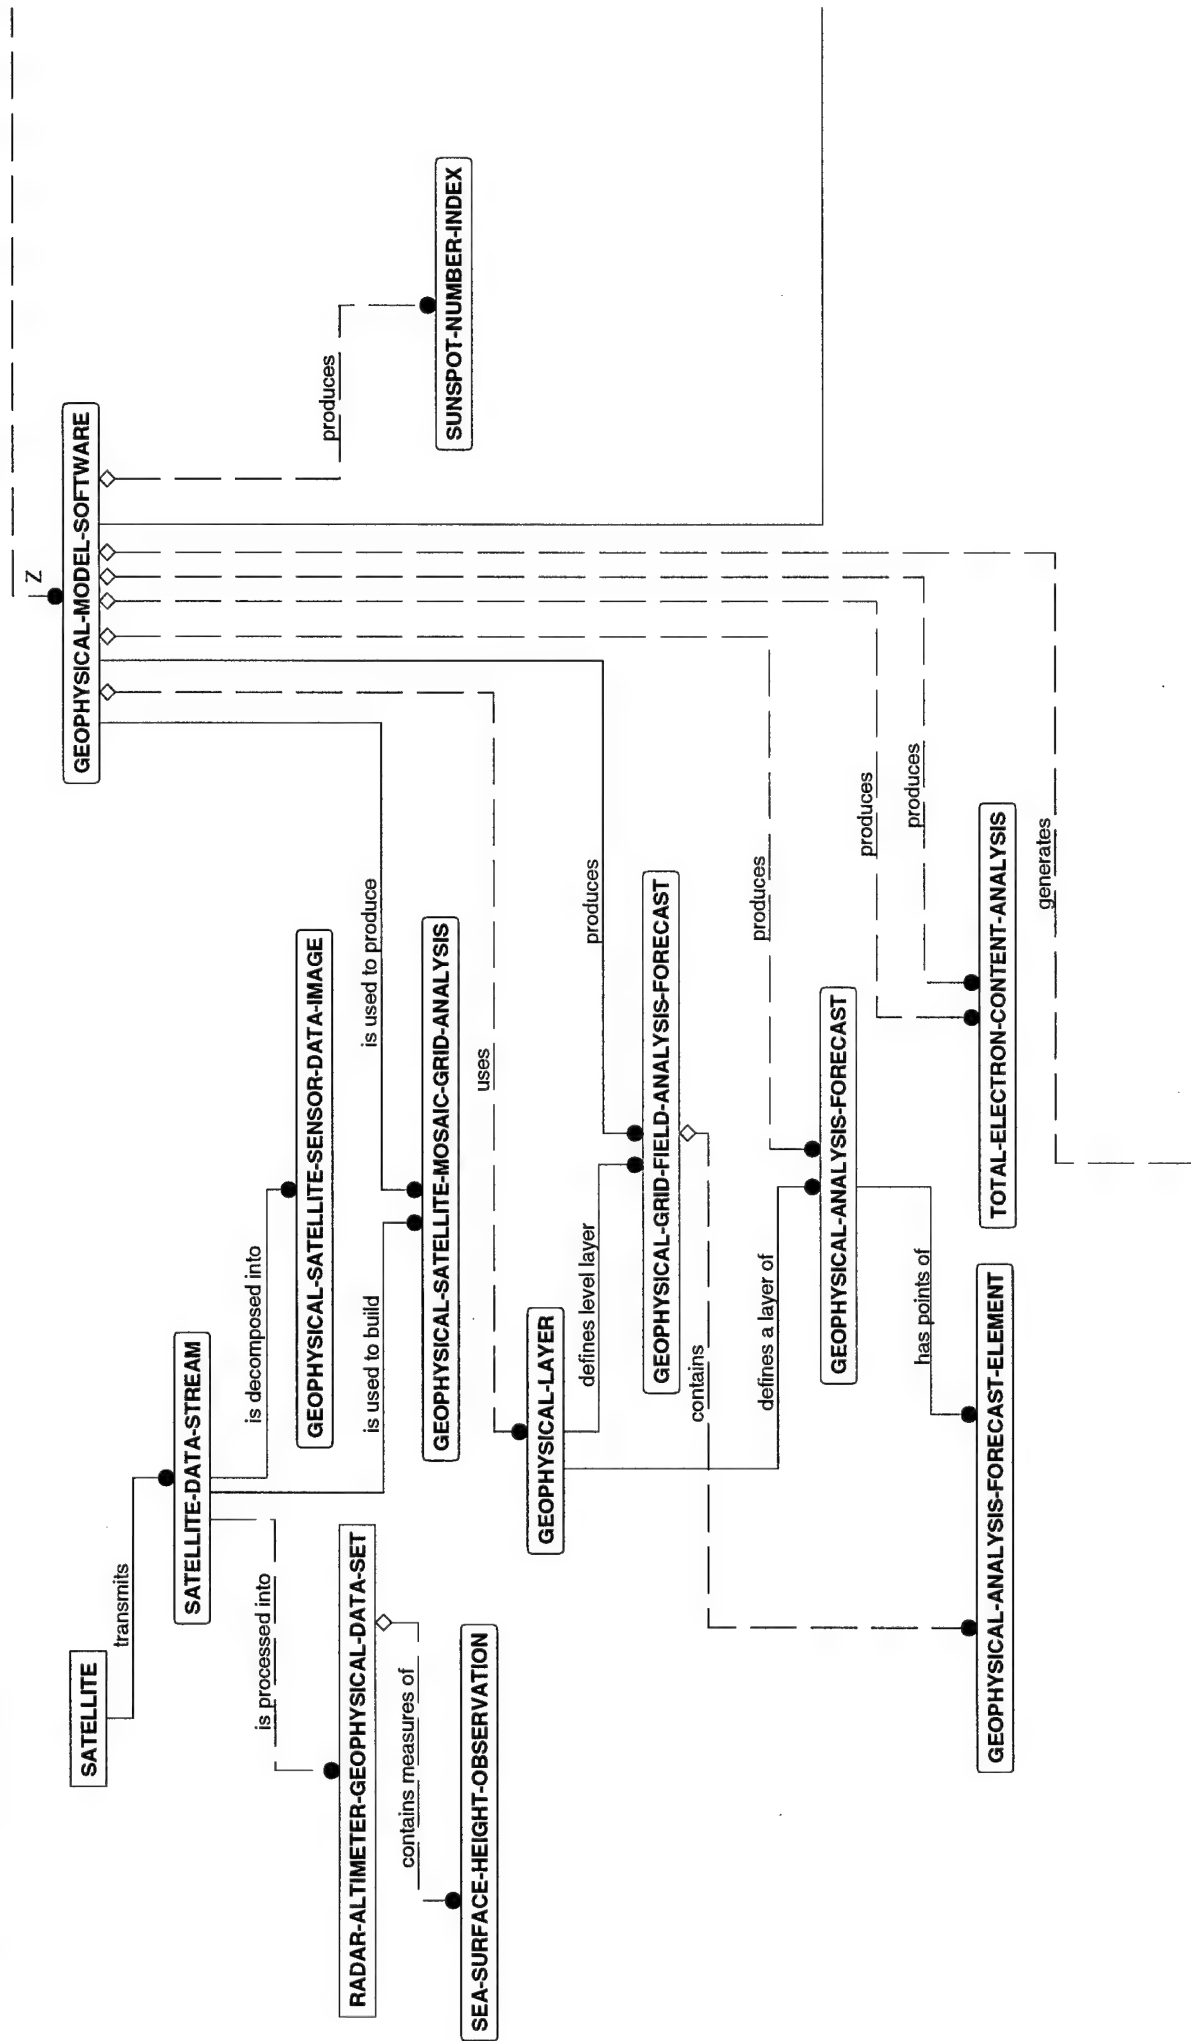 SATELLITE
transmits
SATELLITE-DATA-STREAM
is processed into
is decomposed into
is used to build
RADAR-ALTIMETER-GEOPHYSICAL-DATA-SET
contains measures of
SEA-SURFACE-HEIGHT-OBSERVATION
GEOPHYSICAL-SATELLITE-SENSOR-DATA-IMAGE
is used to produce
GEOPHYSICAL-SATELLITE-MOSAIC-GRID-ANALYSIS
Z
GEOPHYSICAL-MODEL-SOFTWARE
produces
SUNSPOT-NUMBER-INDEX
uses
GEOPHYSICAL-LAYER
defines level layer
produces
GEOPHYSICAL-GRID-FIELD-ANALYSIS-FORECAST
contains
defines a layer of
produces
GEOPHYSICAL-ANALYSIS-FORECAST
has points of
produces
produces
GEOPHYSICAL-ANALYSIS-FORECAST-ELEMENT
TOTAL-ELECTRON-CONTENT-ANALYSIS
generates